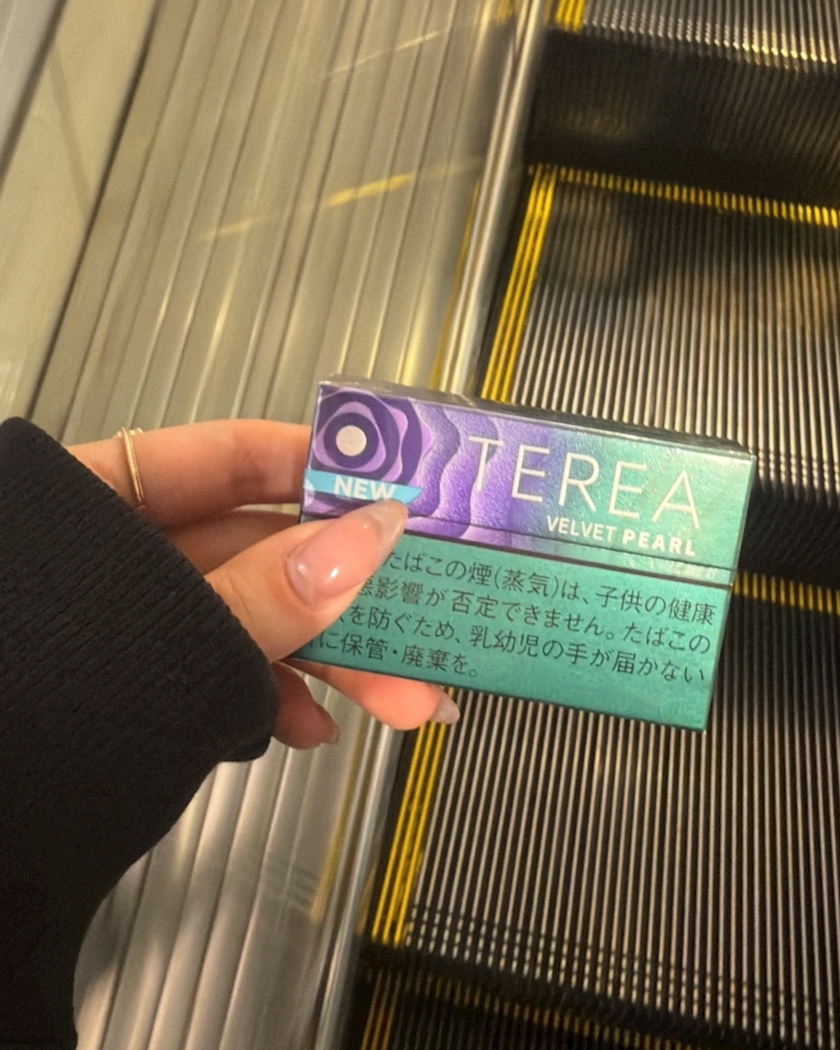 TEREA
NEW
VELVET PEARL
たばこの煙(蒸気)は、子供の健康
悪影響が否定できません。たばこの
を防ぐため、乳幼児の手が届かない
に保管・廃棄を。